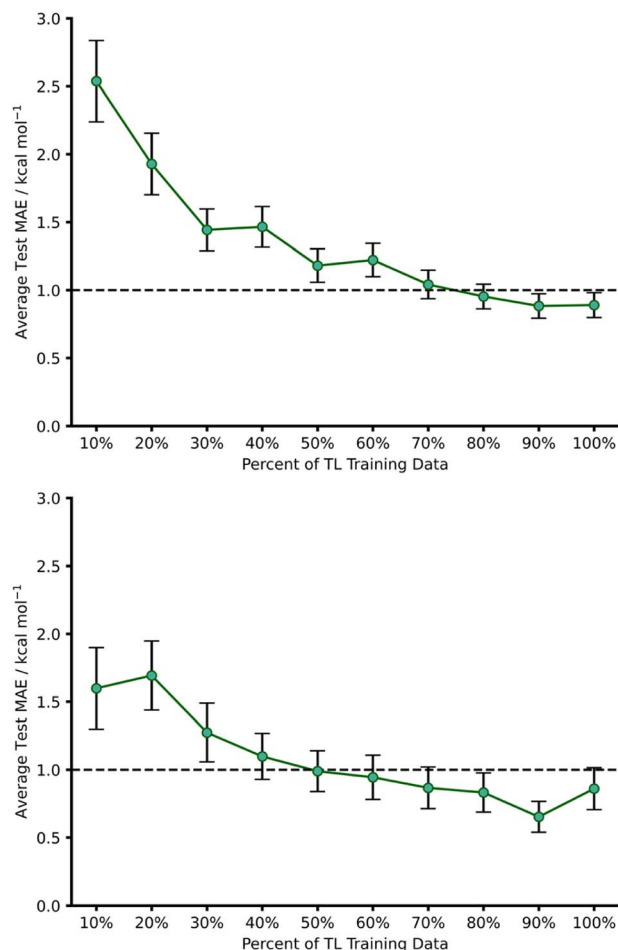 3.0
2.5
2.0
1.5
1.0
0.5
0.0
Average Test MAE / kcal mol⁻¹
10% 20% 30% 40% 50% 60% 70% 80% 90% 100%
Percent of TL Training Data
3.0
2.5
2.0
1.5
1.0
0.5
0.0
Average Test MAE / kcal mol⁻¹
10% 20% 30% 40% 50% 60% 70% 80% 90% 100%
Percent of TL Training Data